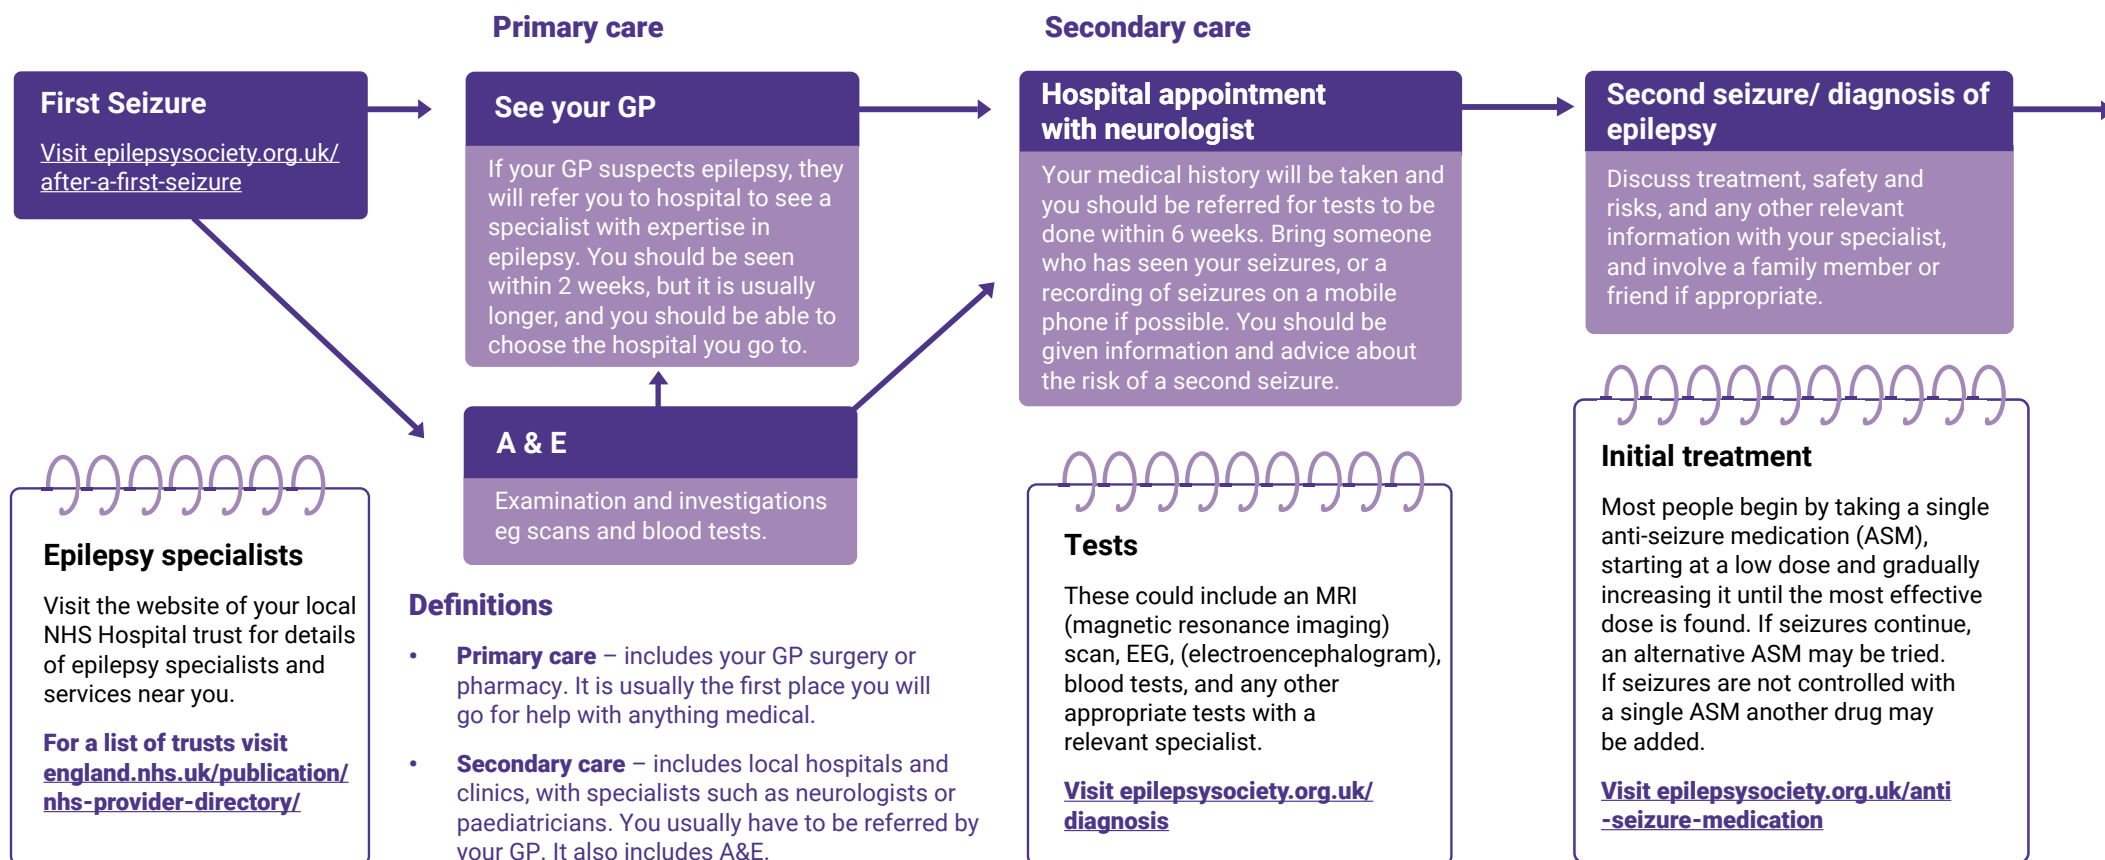 Primary care
Secondary care
First Seizure
Visit epilepsysociety.org.uk/
after-a-first-seizure
See your GP
If your GP suspects epilepsy, they
will refer you to hospital to see a
specialist with expertise in
epilepsy. You should be seen
within 2 weeks, but it is usually
longer, and you should be able to
choose the hospital you go to.
A & E
Examination and investigations
eg scans and blood tests.
Hospital appointment
with neurologist
Your medical history will be taken and
you should be referred for tests to be
done within 6 weeks. Bring someone
who has seen your seizures, or a
recording of seizures on a mobile
phone if possible. You should be
given information and advice about
the risk of a second seizure.
Second seizure/ diagnosis of
epilepsy
Discuss treatment, safety and
risks, and any other relevant
information with your specialist,
and involve a family member or
friend if appropriate.
Epilepsy specialists
Visit the website of your local
NHS Hospital trust for details
of epilepsy specialists and
services near you.
For a list of trusts visit
england.nhs.uk/publication/
nhs-provider-directory/
Definitions
• Primary care – includes your GP surgery or
pharmacy. It is usually the first place you will
go for help with anything medical.
• Secondary care – includes local hospitals and
clinics, with specialists such as neurologists or
paediatricians. You usually have to be referred by
your GP. It also includes A&E.
Tests
These could include an MRI
(magnetic resonance imaging)
scan, EEG, (electroencephalogram),
blood tests, and any other
appropriate tests with a
relevant specialist.
Visit epilepsysociety.org.uk/
diagnosis
Initial treatment
Most people begin by taking a single
anti-seizure medication (ASM),
starting at a low dose and gradually
increasing it until the most effective
dose is found. If seizures continue,
an alternative ASM may be tried.
If seizures are not controlled with
a single ASM another drug may
be added.
Visit epilepsysociety.org.uk/anti
-seizure-medication